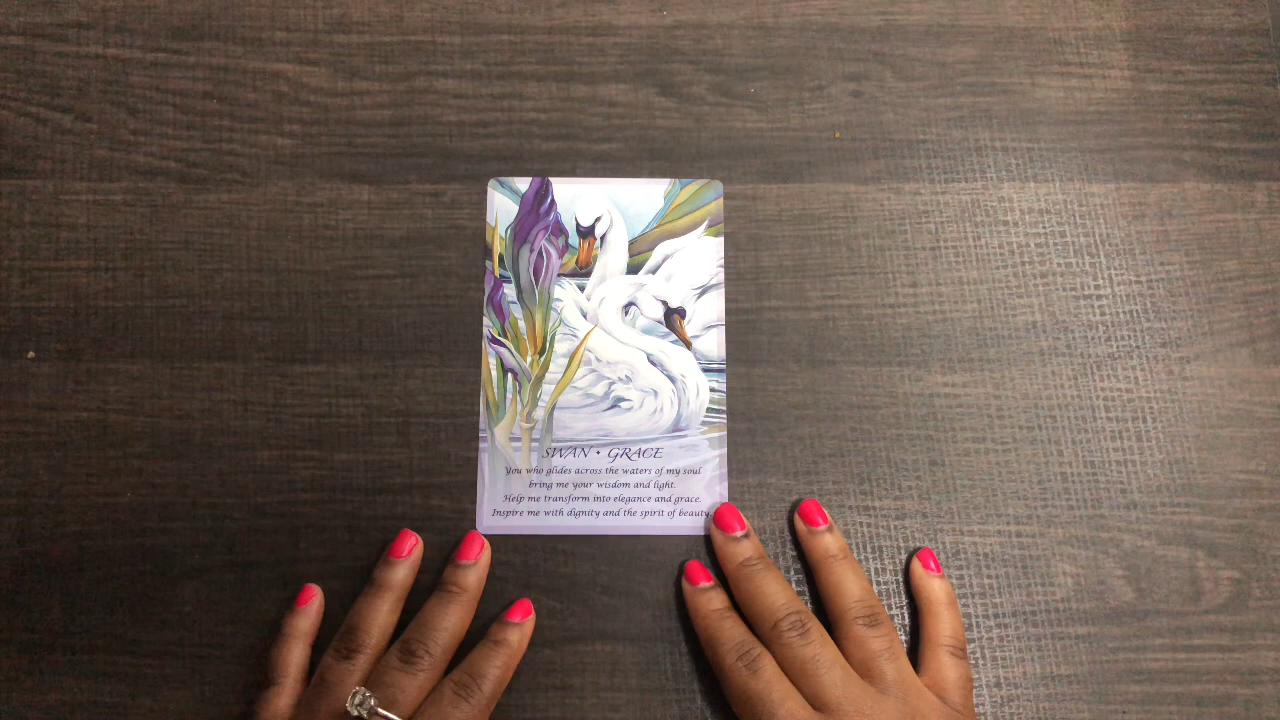 SWAN • GRACE
You who glides across the waters of my soul
bring me your wisdom and light.
Help me transform into elegance and grace.
Inspire me with dignity and the spirit of beauty.